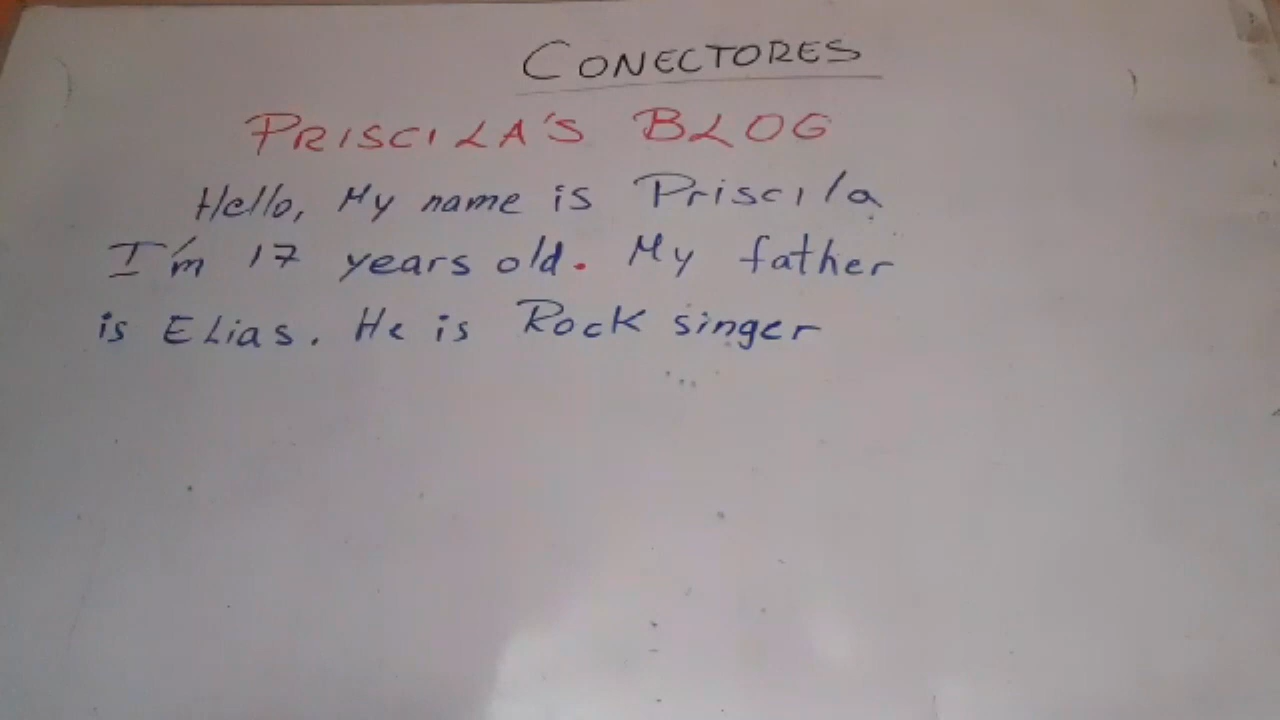 CONECTORES
PRISCILA'S BLOG
Hello, My name is Priscila
I'm 17 years old. My father
is Elias. He is Rock singer